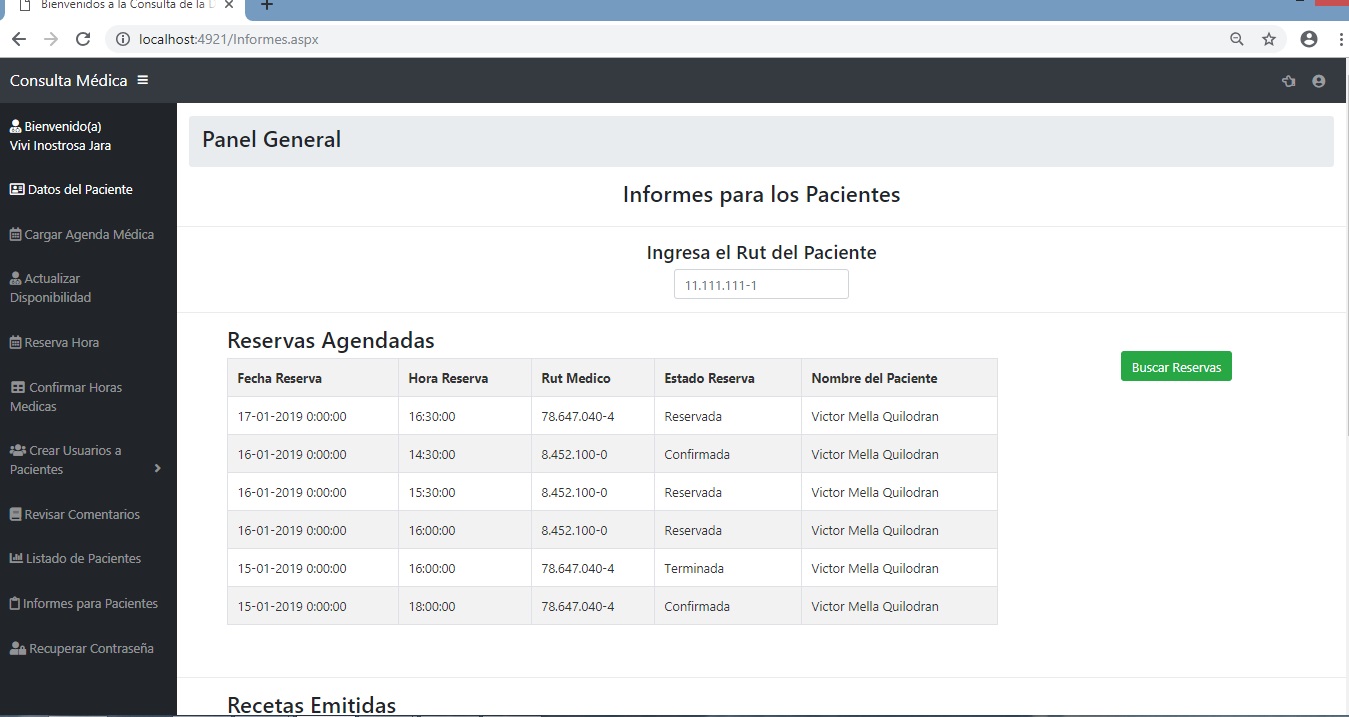 Bienvenidos a la Consulta de la
localhost:4921/Informes.aspx
Consulta Médica
Bienvenido(a)
Vivi Inostrosa Jara
Datos del Paciente
Cargar Agenda Médica
Actualizar
Disponibilidad
Reserva Hora
Confirmar Horas
Medicas
Crear Usuarios a
Pacientes
Revisar Comentarios
Listado de Pacientes
Informes para Pacientes
Recuperar Contraseña
Panel General
Informes para los Pacientes
Ingresa el Rut del Paciente
11.111.111-1
Reservas Agendadas
Buscar Reservas
Fecha Reserva Hora Reserva Rut Medico Estado Reserva Nombre del Paciente
17-01-2019 0:00:00 16:30:00 78.647.040-4 Reservada Victor Mella Quilodran
16-01-2019 0:00:00 14:30:00 8.452.100-0 Confirmada Victor Mella Quilodran
16-01-2019 0:00:00 15:30:00 8.452.100-0 Reservada Victor Mella Quilodran
16-01-2019 0:00:00 16:00:00 8.452.100-0 Reservada Victor Mella Quilodran
15-01-2019 0:00:00 16:00:00 78.647.040-4 Terminada Victor Mella Quilodran
15-01-2019 0:00:00 18:00:00 78.647.040-4 Confirmada Victor Mella Quilodran
Recetas Emitidas